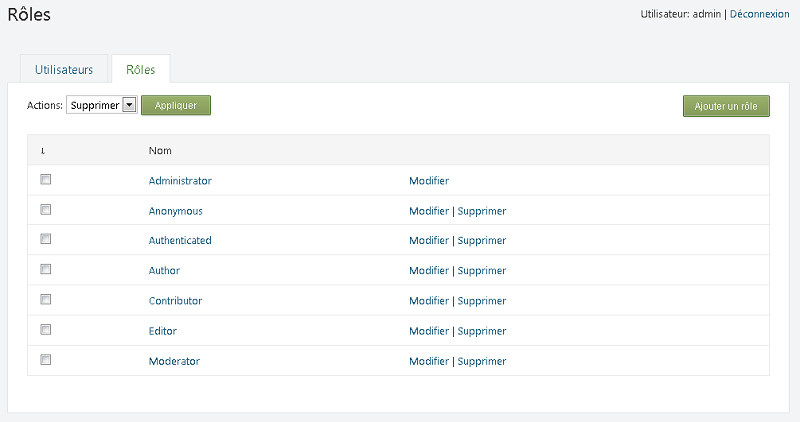 Rôles
Utilisateur: admin | Déconnexion
Utilisateurs
Rôles
Actions: Supprimer Appliquer
Ajouter un rôle
↓ Nom
Administrator Modifier
Anonymous Modifier | Supprimer
Authenticated Modifier | Supprimer
Author Modifier | Supprimer
Contributor Modifier | Supprimer
Editor Modifier | Supprimer
Moderator Modifier | Supprimer